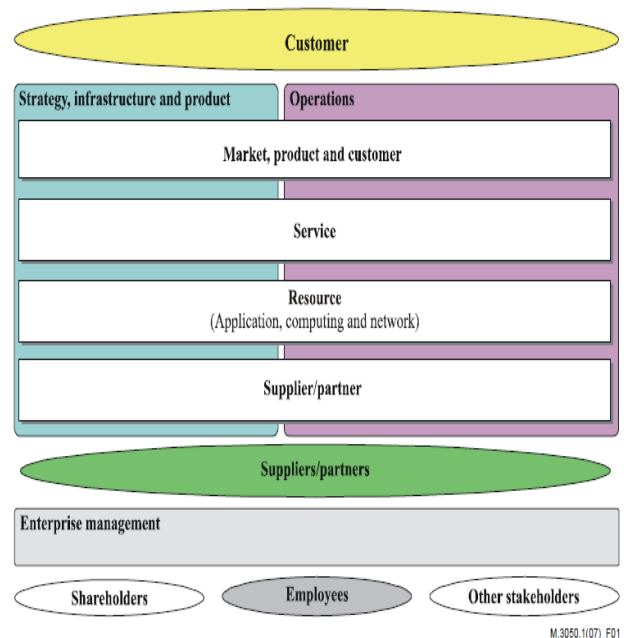 Customer
Strategy, infrastructure and product
Operations
Market, product and customer
Service
Resource
(Application, computing and network)
Supplier/partner
Suppliers/partners
Enterprise management
Shareholders
Employees
Other stakeholders
M.3050.1(07)_F01